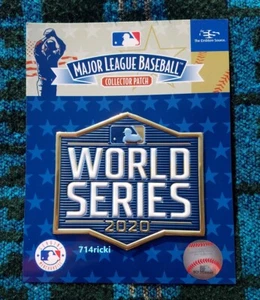 The Emblem Source
MAJOR LEAGUE BASEBALL
COLLECTOR PATCH
WORLD
SERIES
2020
714ricki